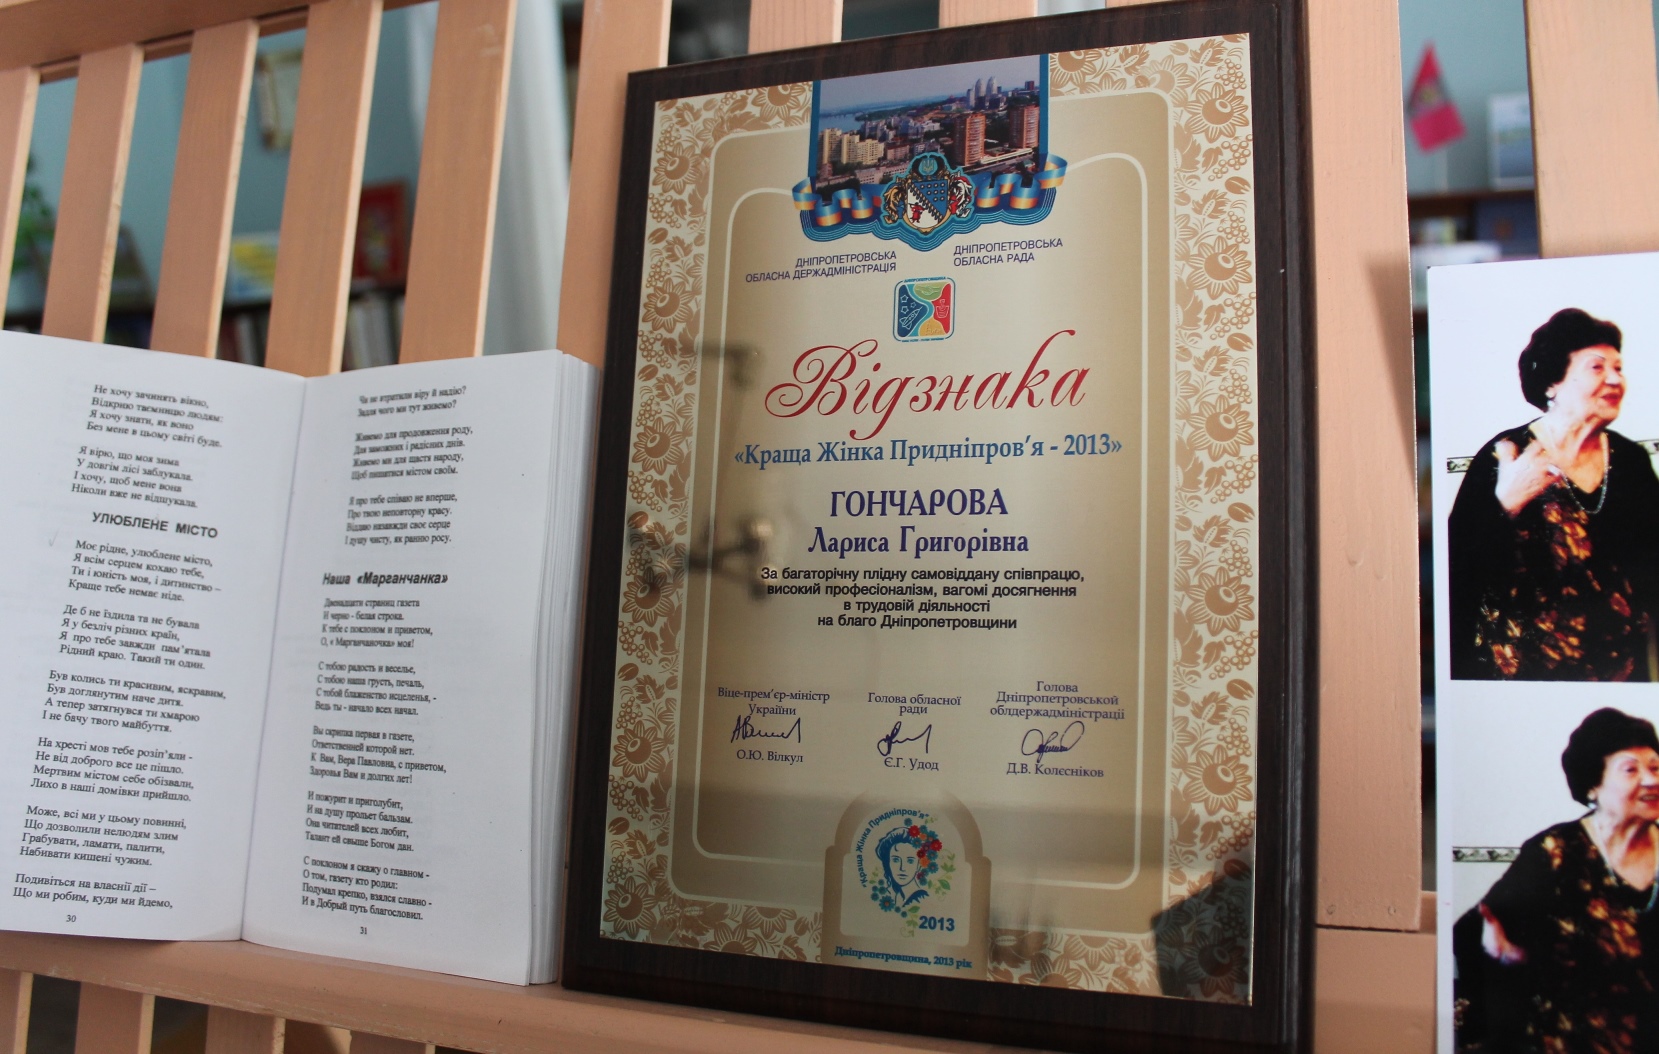 Не хочу зачинять вікно,
Відкрию таємницю людям:
Я хочу знати, як воно
Без мене в цьому світі буде.
Я вірю, що моя зима
У довгім лісі заблукала.
І хочу, щоб мене вона
Ніколи вже не відшукала.
УЛЮБЛЕНЕ МІСТО
Моє рідне, улюблене місто,
Я всім серцем кохаю тебе,
Ти і юність моя, і дитинство –
Краще тебе немає ніде.
Де б не їздила та не бувала
Я у безліч різних країн,
Я про тебе завжди пам’ятала
Рідний краю. Такий ти один.
Був колись ти красивим, яскравим,
Був доглянутим наче дитя.
А тепер затягнувся ти хмарою
І не бачу твого майбуття.
На хресті мов тебе розіп’яли -
Не від доброго все це пішло.
Мертвим містом себе обізвали,
Лихо в наші домівки прийшло.
Може, всі ми у цьому повинні,
Що дозволили нелюдям злим
Грабувати, ламати, палити,
Набивати кишені чужим.
Подивіться на власнії дії –
Що ми робим, куди ми йдемо,
30
Чи не втратили віру й надію?
Задля чого ми тут живемо?
Живемо для продовження роду,
Для заможних і радісних днів.
Живемо ми для щастя народу,
Щоб пишатися містом своїм.
Я про тебе співаю не вперше,
Про твою неповторну красу.
Віддаю назавжди своє серце
І душу чисту, як ранню росу.
Наша «Марганчанка»
Двенадцати страниц газета
И черно - белая строка.
К тебе с поклоном и приветом,
О, « Марганчаночка» моя!
С тобою радость и веселье,
С тобою наша грусть, печаль,
С тобой блаженство исцеленья, -
Ведь ты - начало всех начал.
Вы скрипка первая в газете,
Ответственней которой нет.
К Вам, Вера Павловна, с приветом,
Здоровья Вам и долгих лет!
И пожурит и приголубит,
И на душу прольет бальзам.
Она читателей всех любит,
Талант ей свыше Богом дан.
С поклоном я скажу о главном -
О том, газету кто родил:
Подумал крепко, взялся славно -
И в Добрый путь благословил.
31
ДНІПРОПЕТРОВСЬКА
ОБЛАСНА ДЕРЖАДМІНІСТРАЦІЯ
ДНІПРОПЕТРОВСЬКА
ОБЛАСНА РАДА
Відзнака
«Краща Жінка Придніпров’я - 2013»
ГОНЧАРОВА
Лариса Григорівна
За багаторічну плідну самовіддану співпрацю,
високий професіоналізм, вагомі досягнення
в трудовій діяльності
на благо Дніпропетровщини
Віце-прем’єр-міністр
України
О.Ю. Вілкул
Голова обласної
ради
Є.Г. Удод
Голова
Дніпропетровської
облдержадміністрації
Д.В. Колєсніков
«Краща Жінка Придніпров’я»
2013
Дніпропетровщина, 2013 рік